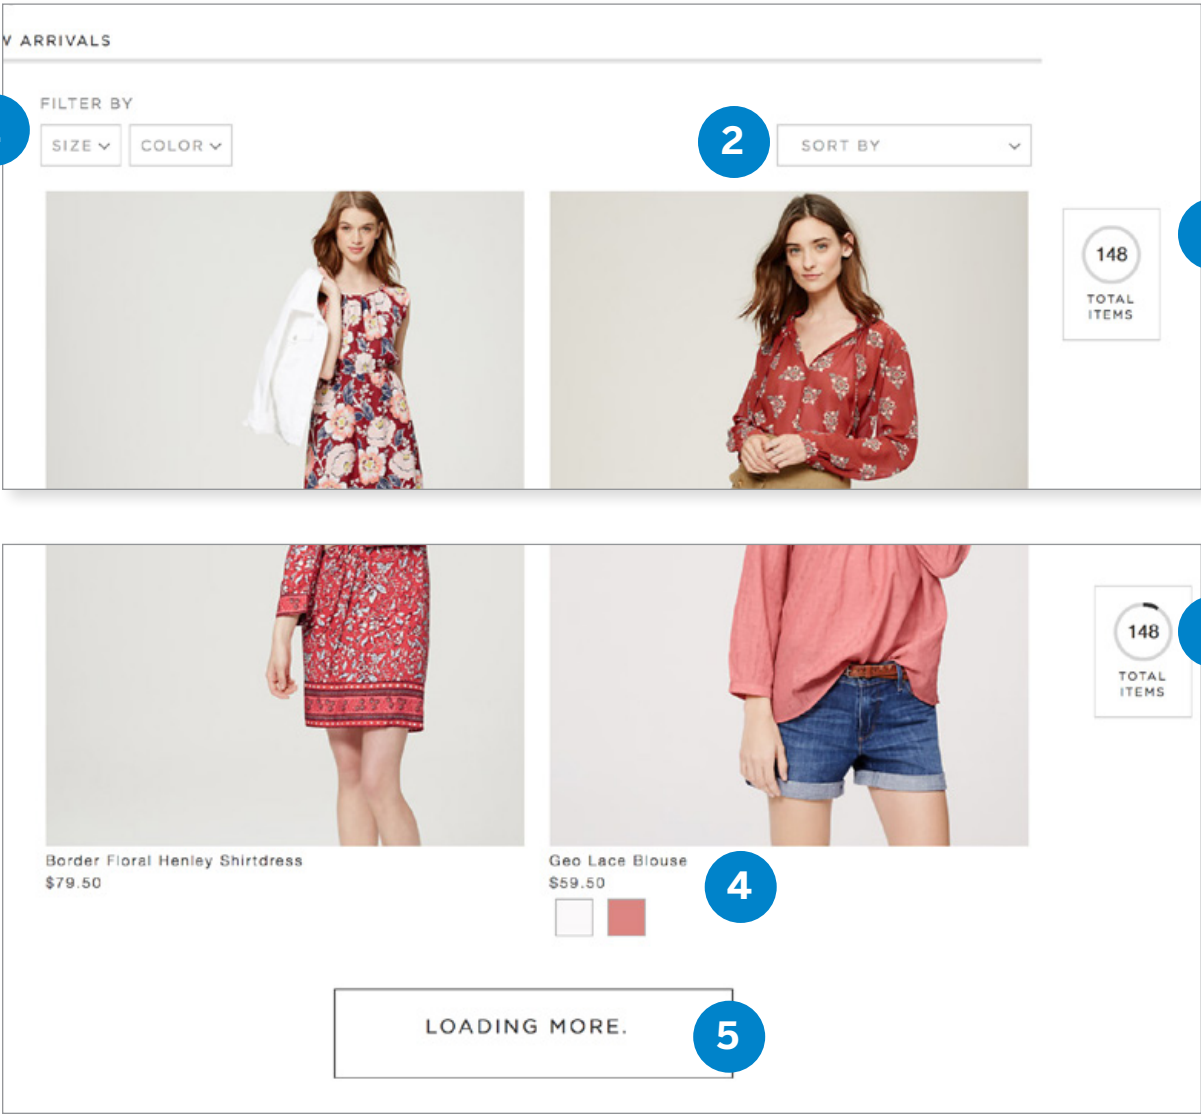 ARRIVALS
FILTER BY
SIZE COLOR
2
SORT BY
148
TOTAL
ITEMS
148
TOTAL
ITEMS
Border Floral Henley Shirtdress
$79.50
Geo Lace Blouse
$59.50
4
LOADING MORE.
5